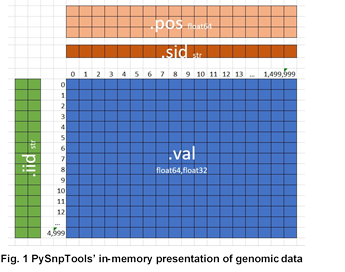 .pos float64
.sid str
0 1 2 3 4 5 6 7 8 9 10 11 12 13 ... 1,499,999
0
1
2
3
4
5
6
7
8
9
10
11
12
...
4,999
.iid str
.val
float64,float32
Fig. 1 PySnpTools' in-memory presentation of genomic data